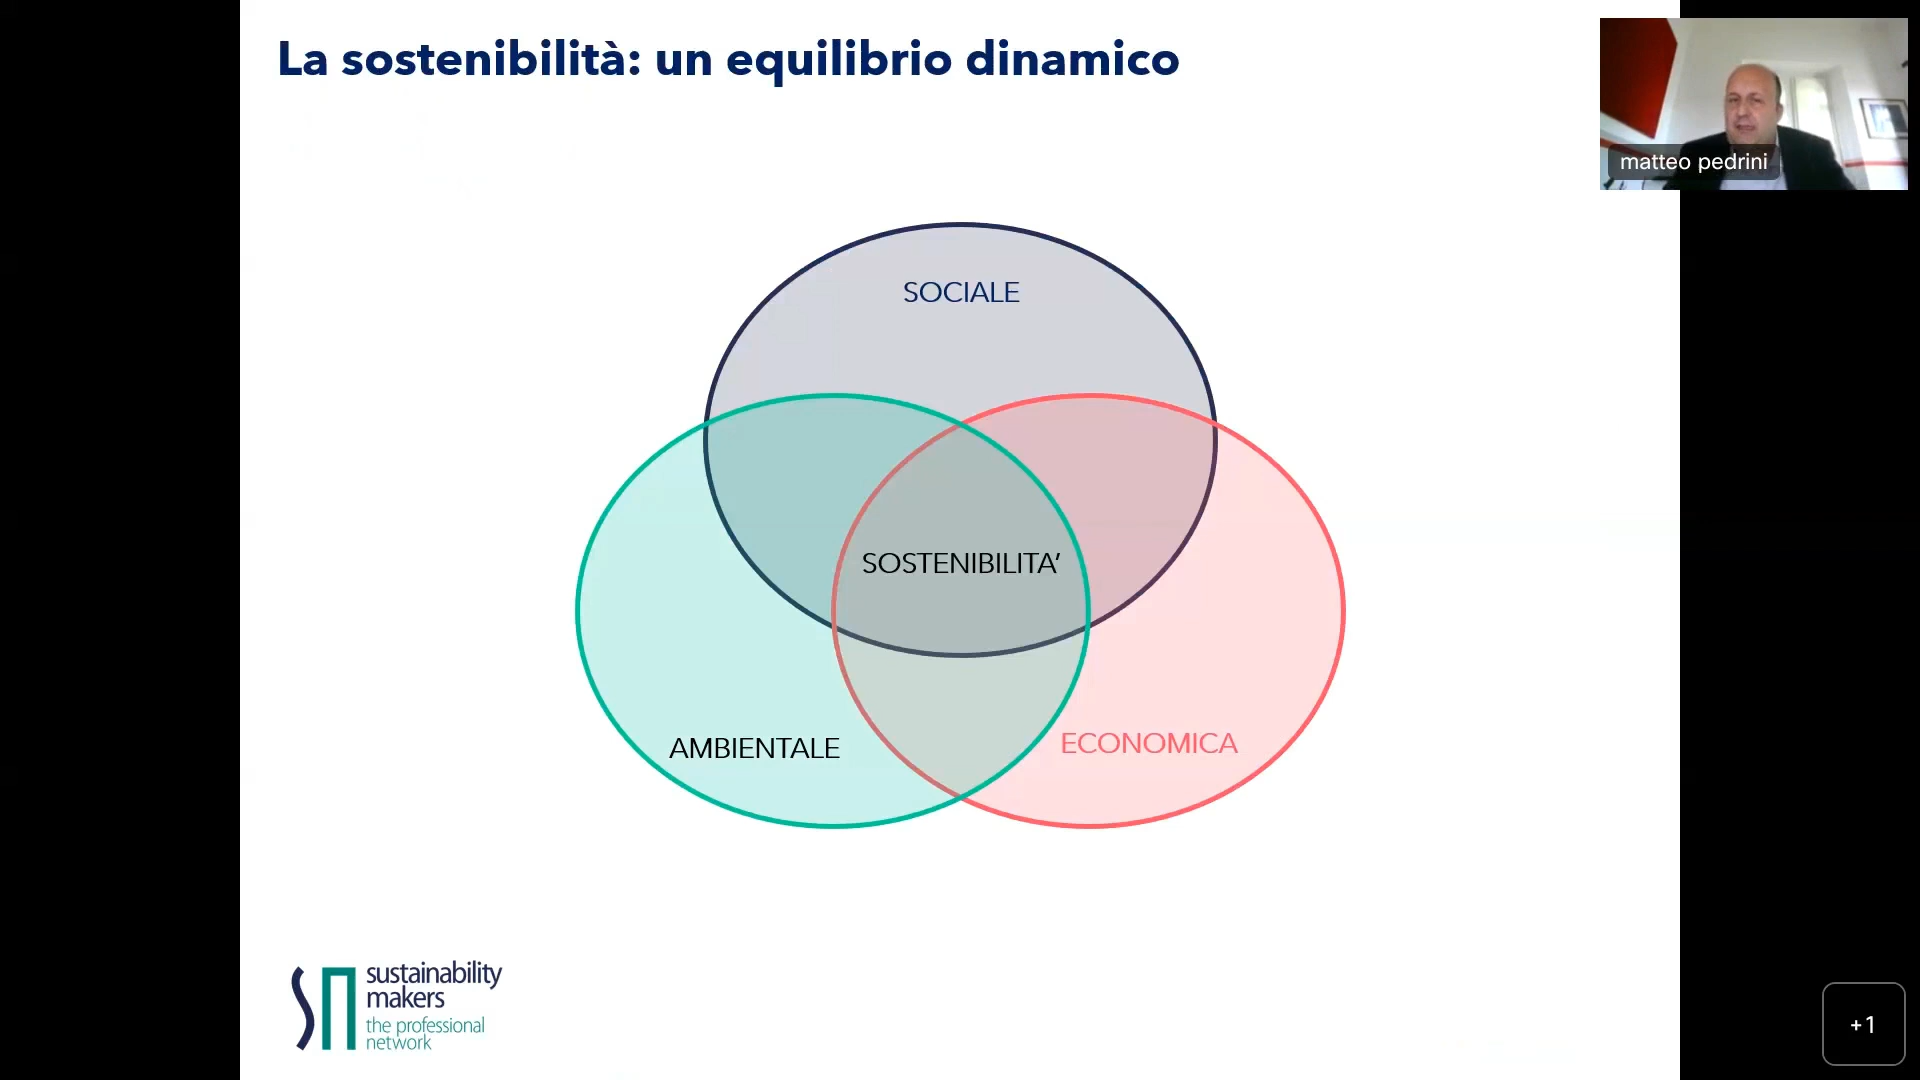 La sostenibilità: un equilibrio dinamico
matteo pedrini
SOCIALE
SOSTENIBILITA’
AMBIENTALE
ECONOMICA
sustainability
makers
the professional
network
+1